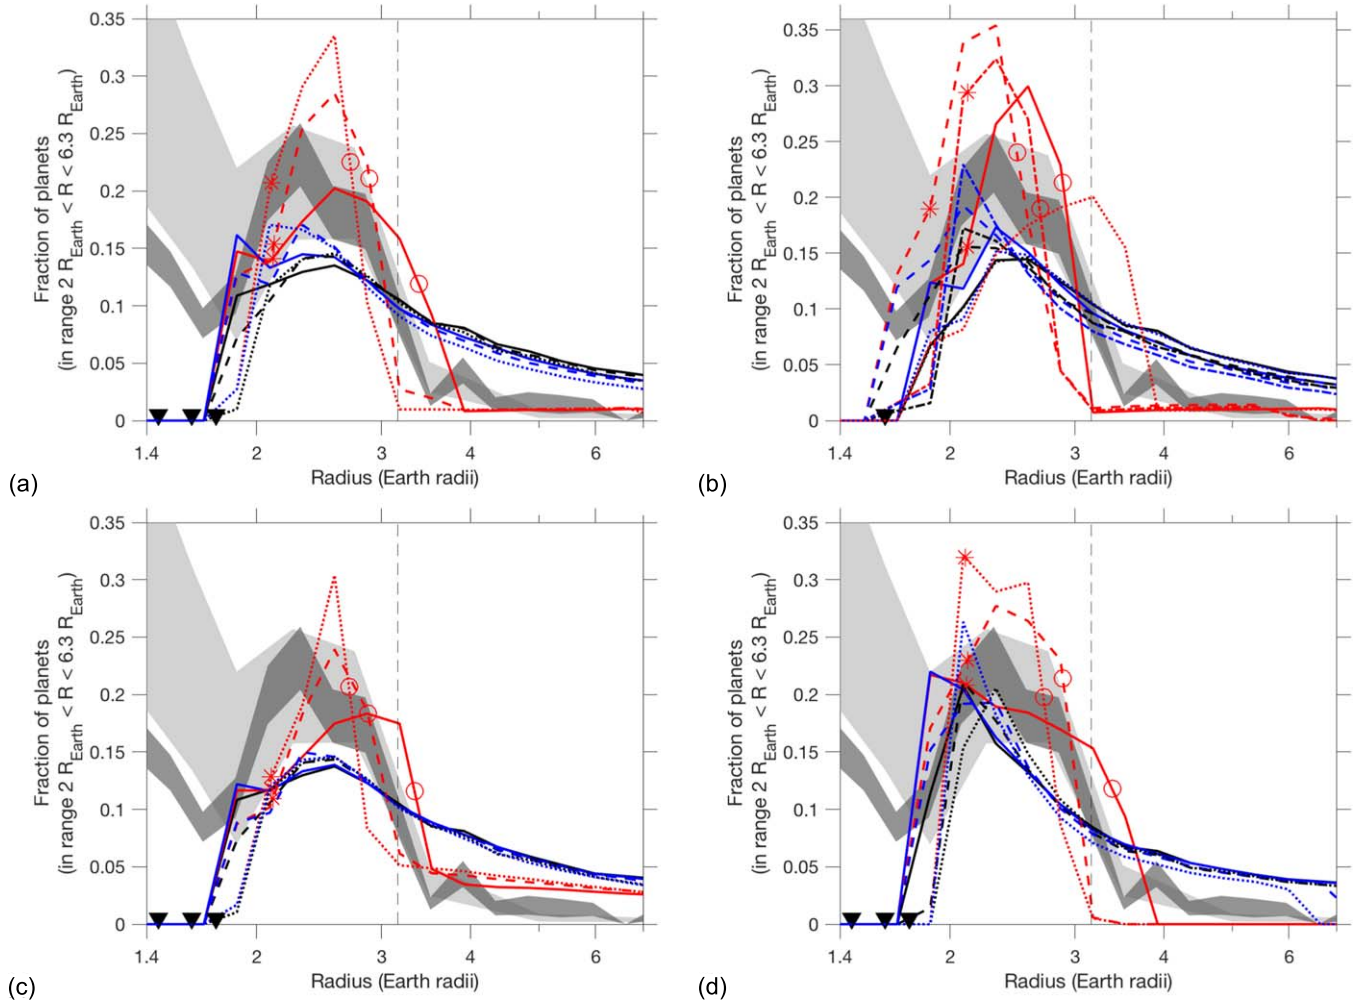 0.35
0.3
0.25
0.2
0.15
0.1
0.05
0
Fraction of planets
(in range 2 R_Earth < R < 6.3 R_Earth)
1.4 2 3 4 6
Radius (Earth radii)
(a)
0.35
0.3
0.25
0.2
0.15
0.1
0.05
0
Fraction of planets
(in range 2 R_Earth < R < 6.3 R_Earth)
1.4 2 3 4 6
Radius (Earth radii)
(b)
0.35
0.3
0.25
0.2
0.15
0.1
0.05
0
Fraction of planets
(in range 2 R_Earth < R < 6.3 R_Earth)
1.4 2 3 4 6
Radius (Earth radii)
(c)
0.35
0.3
0.25
0.2
0.15
0.1
0.05
0
Fraction of planets
(in range 2 R_Earth < R < 6.3 R_Earth)
1.4 2 3 4 6
Radius (Earth radii)
(d)